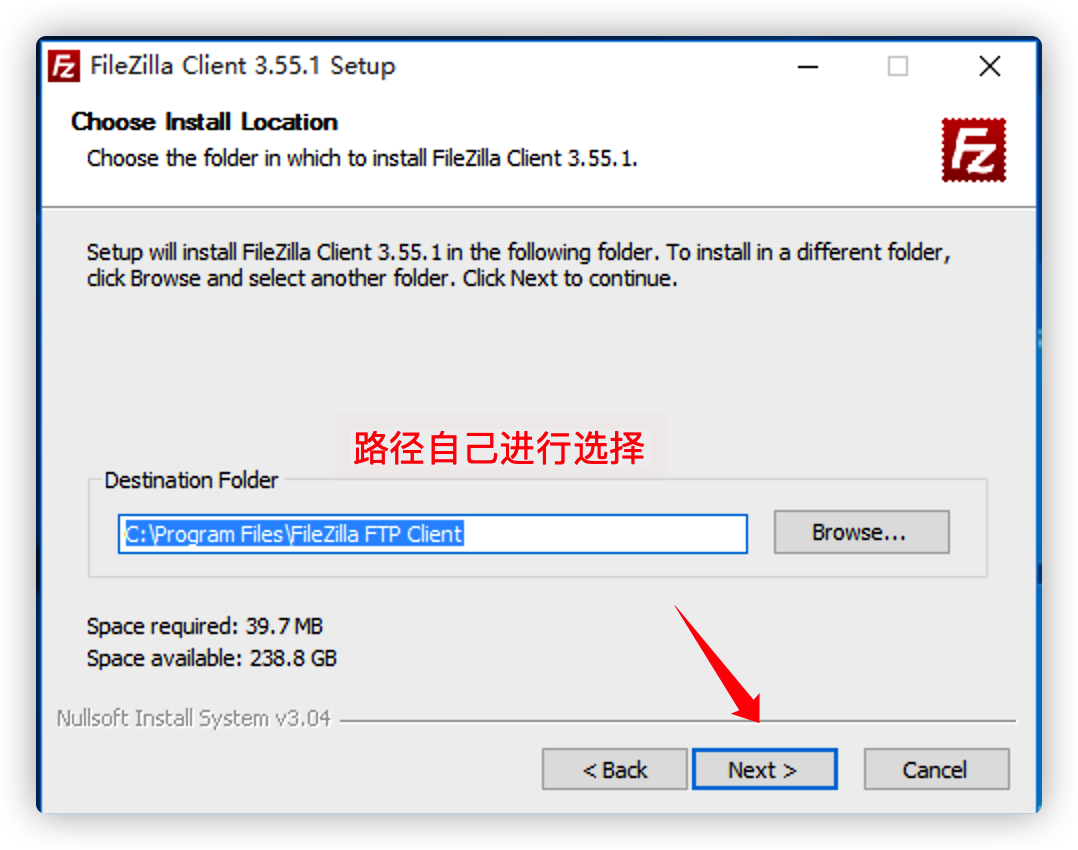 FileZilla Client 3.55.1 Setup
Choose Install Location
Choose the folder in which to install FileZilla Client 3.55.1.
Setup will install FileZilla Client 3.55.1 in the following folder. To install in a different folder,
click Browse and select another folder. Click Next to continue.
路径自己进行选择
Destination Folder
C:\Program Files\FileZilla FTP Client
Browse...
Space required: 39.7 MB
Space available: 238.8 GB
Nullsoft Install System v3.04
< Back
Next >
Cancel